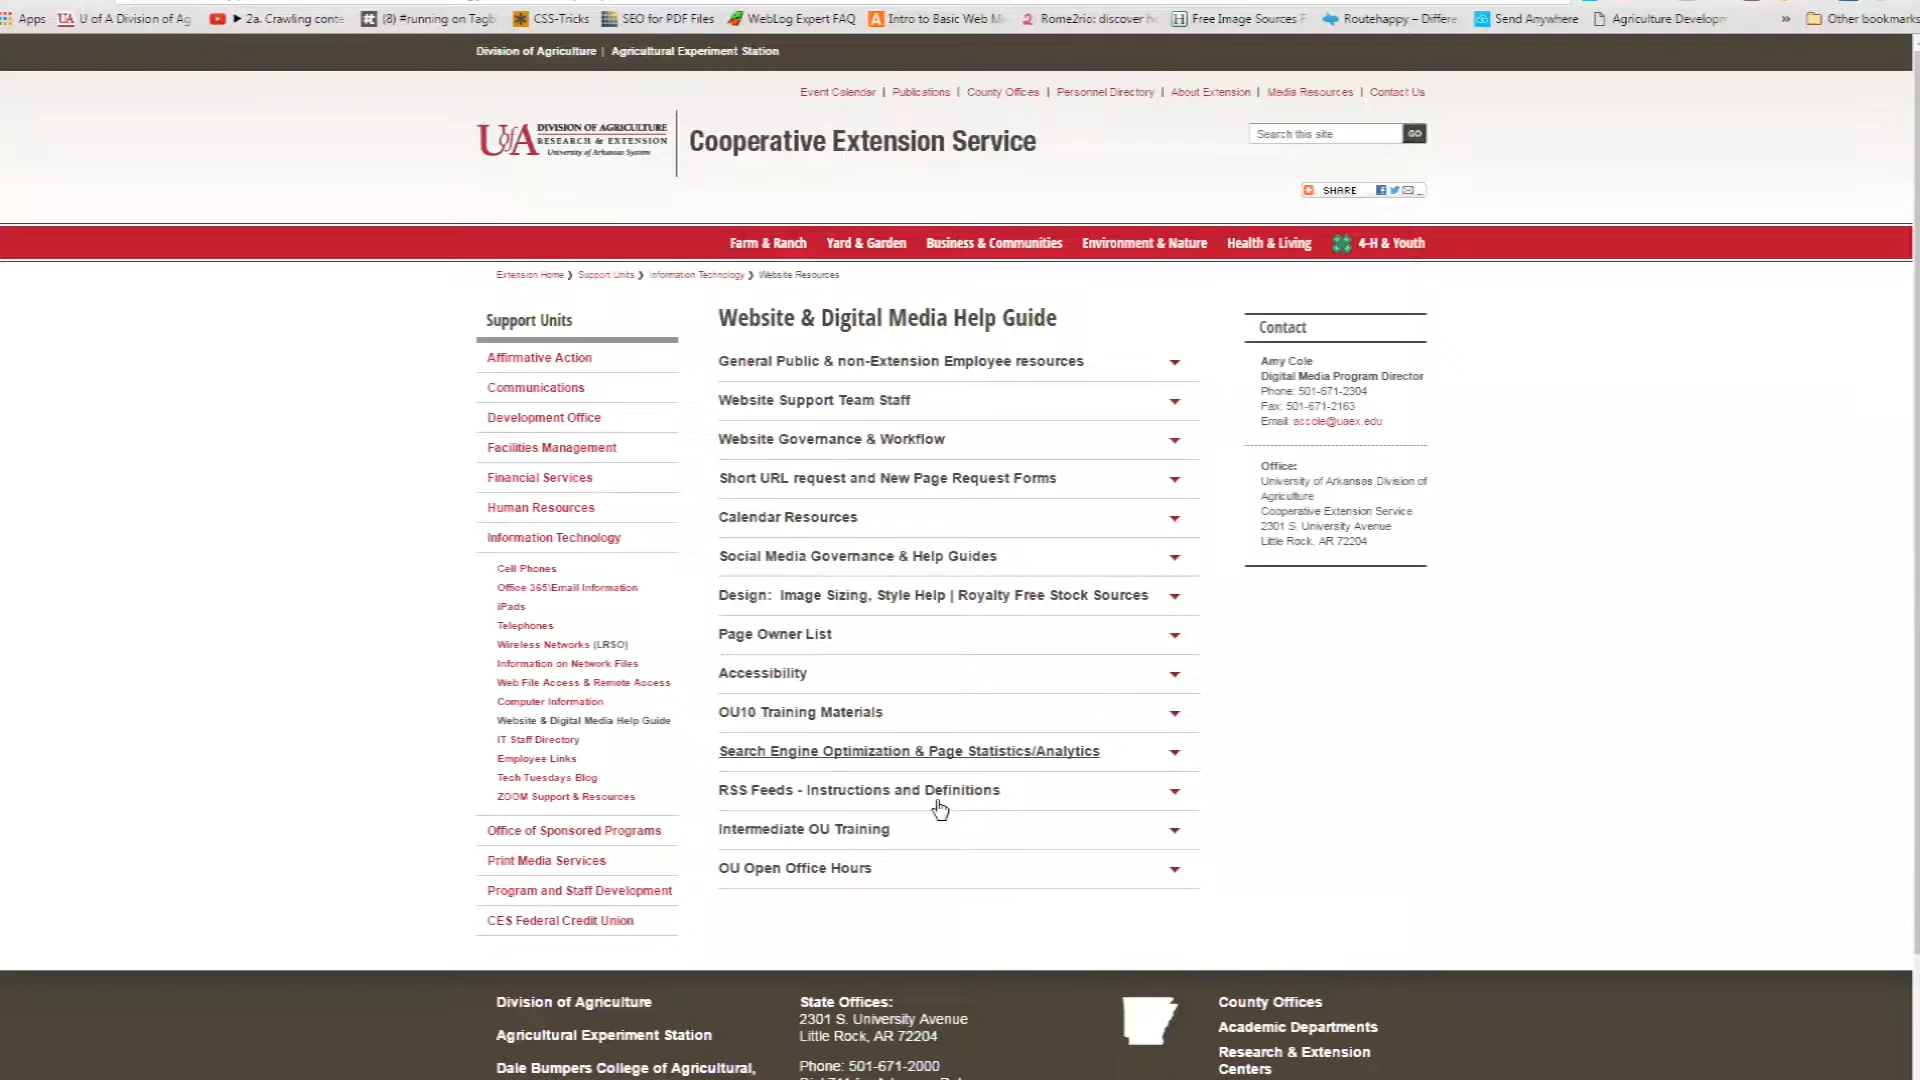 Apps U of A Division of Ag ► 2a. Crawling conte (8) #running on Tagb CSS-Tricks SEO for PDF Files WebLog Expert FAQ Intro to Basic Web M Rome2rio: discover h Free Image Sources F Routehappy – Differe Send Anywhere Agriculture Developm » Other bookmarks
Division of Agriculture | Agricultural Experiment Station
Event Calendar | Publications | County Offices | Personnel Directory | About Extension | Media Resources | Contact Us
UofA DIVISION OF AGRICULTURE
RESEARCH & EXTENSION
University of Arkansas System
Cooperative Extension Service
Search this site GO
SHARE
Farm & Ranch Yard & Garden Business & Communities Environment & Nature Health & Living 4-H & Youth
Extension Home ❯ Support Units ❯ Information Technology ❯ Website Resources
Support Units
Affirmative Action
Communications
Development Office
Facilities Management
Financial Services
Human Resources
Information Technology
Cell Phones
Office 365\Email Information
iPads
Telephones
Wireless Networks (LRSO)
Information on Network Files
Web File Access & Remote Access
Computer Information
Website & Digital Media Help Guide
IT Staff Directory
Employee Links
Tech Tuesdays Blog
ZOOM Support & Resources
Office of Sponsored Programs
Print Media Services
Program and Staff Development
CES Federal Credit Union
Website & Digital Media Help Guide
General Public & non-Extension Employee resources
Website Support Team Staff
Website Governance & Workflow
Short URL request and New Page Request Forms
Calendar Resources
Social Media Governance & Help Guides
Design: Image Sizing, Style Help | Royalty Free Stock Sources
Page Owner List
Accessibility
OU10 Training Materials
Search Engine Optimization & Page Statistics/Analytics
RSS Feeds - Instructions and Definitions
Intermediate OU Training
OU Open Office Hours
Contact
Amy Cole
Digital Media Program Director
Phone: 501-671-2304
Fax: 501-671-2163
Email: accole@uaex.edu
Office:
University of Arkansas Division of
Agriculture
Cooperative Extension Service
2301 S. University Avenue
Little Rock, AR 72204
Division of Agriculture
Agricultural Experiment Station
Dale Bumpers College of Agricultural,
State Offices:
2301 S. University Avenue
Little Rock, AR 72204
Phone: 501-671-2000
County Offices
Academic Departments
Research & Extension
Centers